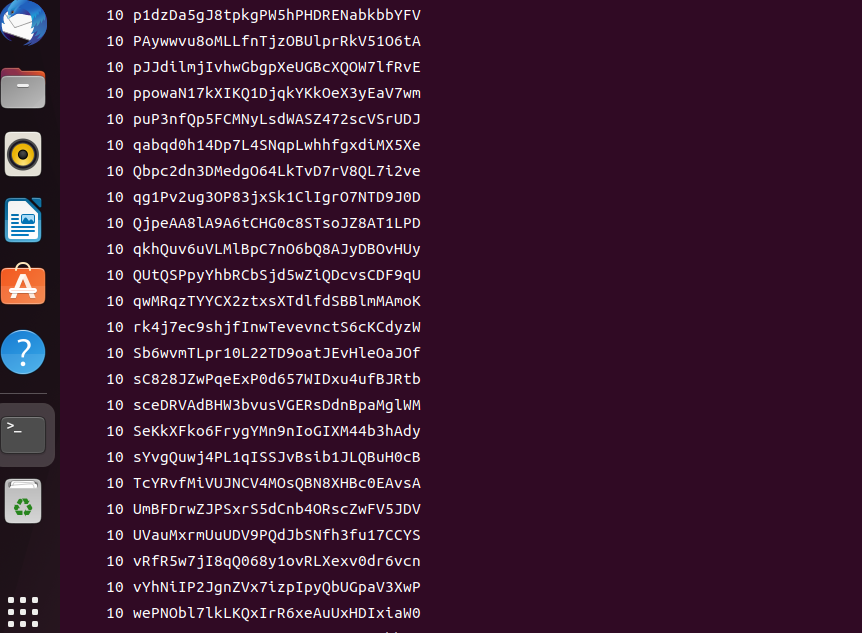 10 p1dzDa5gJ8tpkgPW5hPHDRENabkbbYFV
10 PAywwvu8oMLLfnTjzOBUlprRkV51O6tA
10 pJJdilmjIvhwGbgpXeUGBcXQOW7lfRvE
10 ppowaN17kXIKQ1DjqkYKkOeX3yEaV7wm
10 puP3nfQp5FCMNyLsdWASZ472scVSrUDJ
10 qabqd0h14Dp7L4SNqpLwhhfgxdiMX5Xe
10 Qbpc2dn3DMedgO64LkTvD7rV8QL7i2ve
10 qg1Pv2ug3OP83jxSk1ClIgrO7NTD9J0D
10 QjpeAA8lA9A6tCHG0c8STsoJZ8AT1LPD
10 qkhQuv6uVLMlBpC7nO6bQ8AJyDBOvHUy
10 QUtQSPpyYhbRCbSjd5wZiQDcvsCDF9qU
10 qwMRqzTYYCX2ztxsXTdlfdSBBlmMAmoK
10 rk4j7ec9shjfInwTevevnctS6cKCdyzW
10 Sb6wvmTLpr10L22TD9oatJEvHleOaJOf
10 sC828JZwPqeExP0d657WIDxu4ufBJRtb
10 sceDRVAdBHW3bvusVGERsDdnBpaMglWM
10 SeKkXFko6FrygYMn9nIoGIXM44b3hAdy
10 sYvgQuwj4PL1qISSJvBsib1JLQBuH0cB
10 TcYRvfMiVUJNCV4MOsQBN8XHBc0EAvsA
10 UmBFDrwZJPSxrS5dCnb4ORscZwFV5JDV
10 UVauMxrmUuUDV9PQdJbSNfh3fu17CCYS
10 vRfR5w7jI8qQ068y1ovRLXexv0dr6vcn
10 vYhNiIP2JgnZVx7izpIpyQbUGpaV3XwP
10 wePNObl7lkLKQxIrR6xeAuUxHDIxiaW0